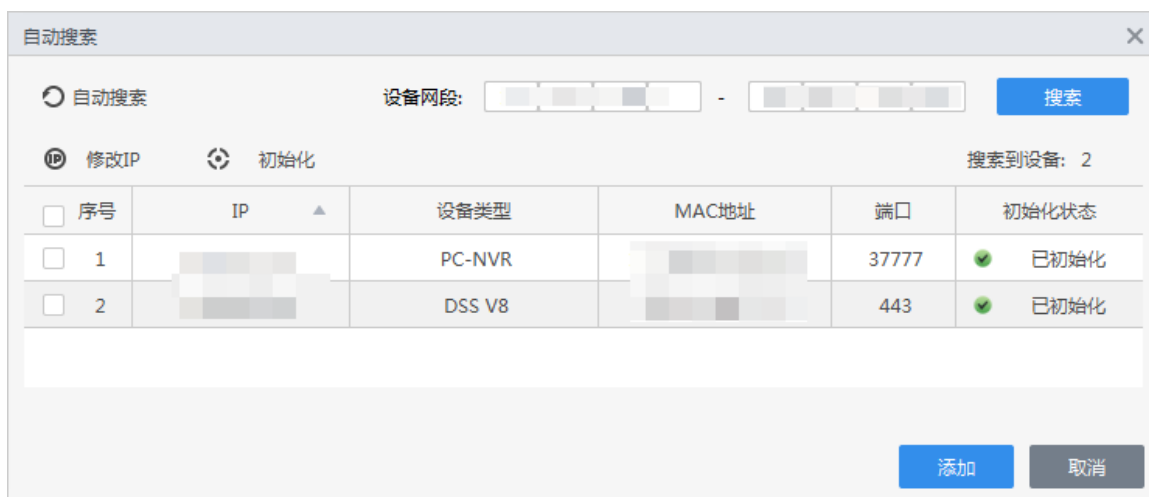 自动搜索
自动搜索 设备网段: - 搜索
IP 修改IP 初始化 搜索到设备: 2
序号 IP 设备类型 MAC地址 端口 初始化状态
1 PC-NVR 37777 已初始化
2 DSS V8 443 已初始化
添加 取消